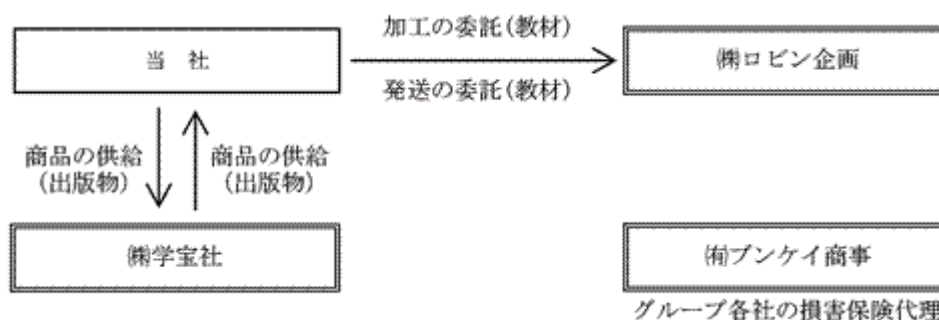 加工の委託(教材)
当 社
㈱ロビン企画
発送の委託(教材)
商品の供給
(出版物)
商品の供給
(出版物)
㈱学宝社
㈲ブンケイ商事
グループ各社の損害保険代理